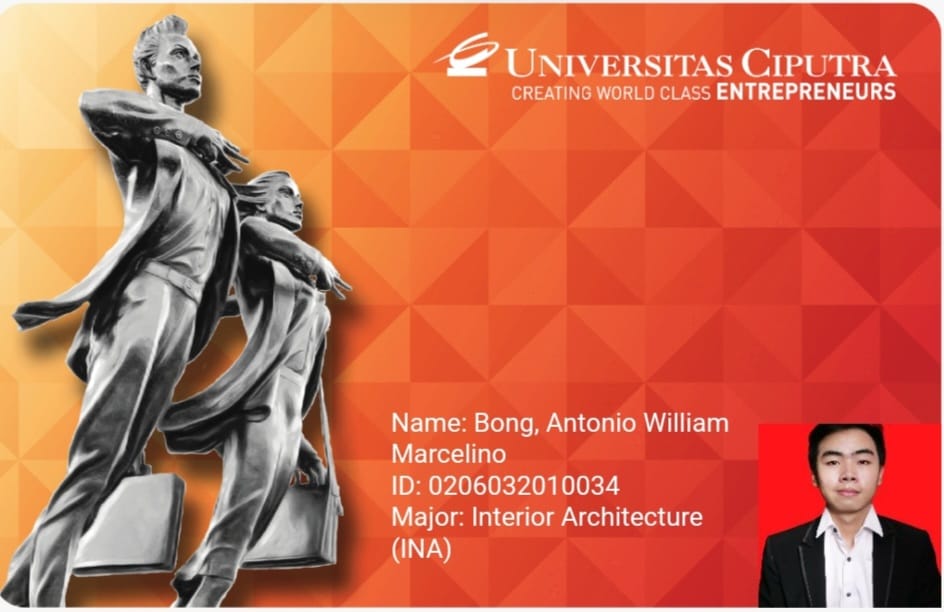 UNIVERSITAS CIPUTRA
CREATING WORLD CLASS ENTREPRENEURS
Name: Bong, Antonio William
Marcelino
ID: 0206032010034
Major: Interior Architecture
(INA)